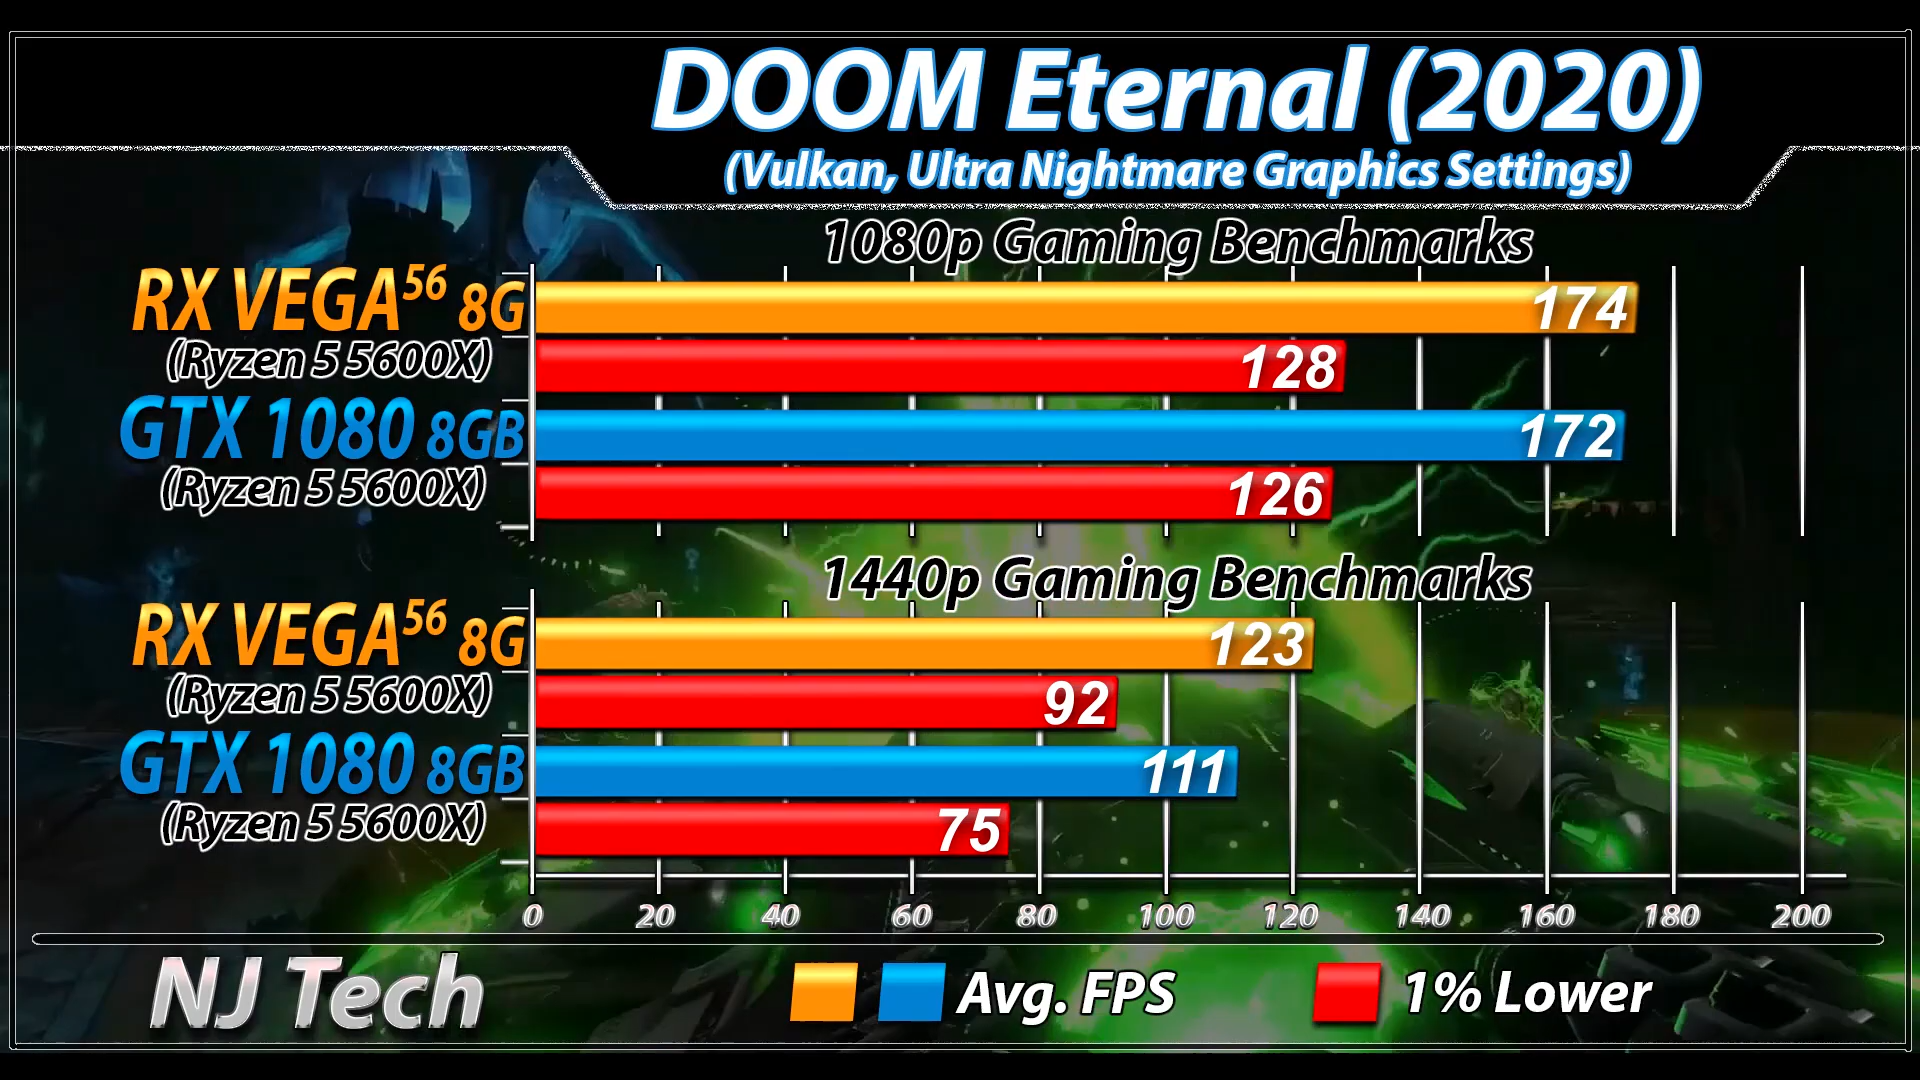 DOOM Eternal (2020)
(Vulkan, Ultra Nightmare Graphics Settings)
1080p Gaming Benchmarks
RX VEGA56 8G
174
(Ryzen 5 5600X)
128
GTX 1080 8GB
172
(Ryzen 5 5600X)
126
1440p Gaming Benchmarks
RX VEGA56 8G
123
(Ryzen 5 5600X)
92
GTX 1080 8GB
111
(Ryzen 5 5600X)
75
0 20 40 60 80 100 120 140 160 180 200
NJ Tech
Avg. FPS
1% Lower